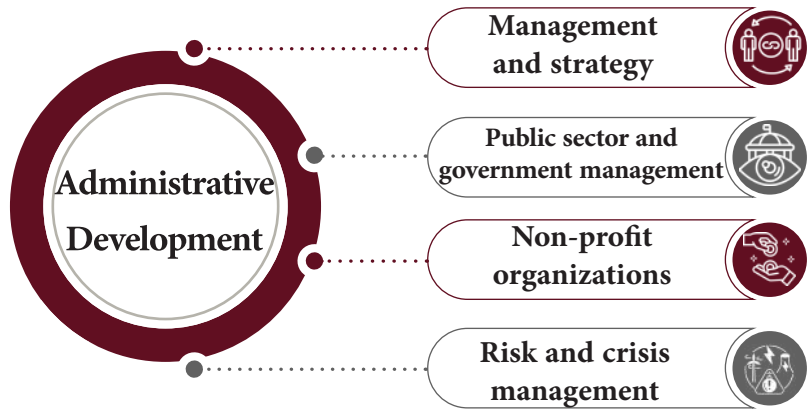 Administrative
Development
Management
and strategy
Public sector and
government management
Non-profit
organizations
Risk and crisis
management